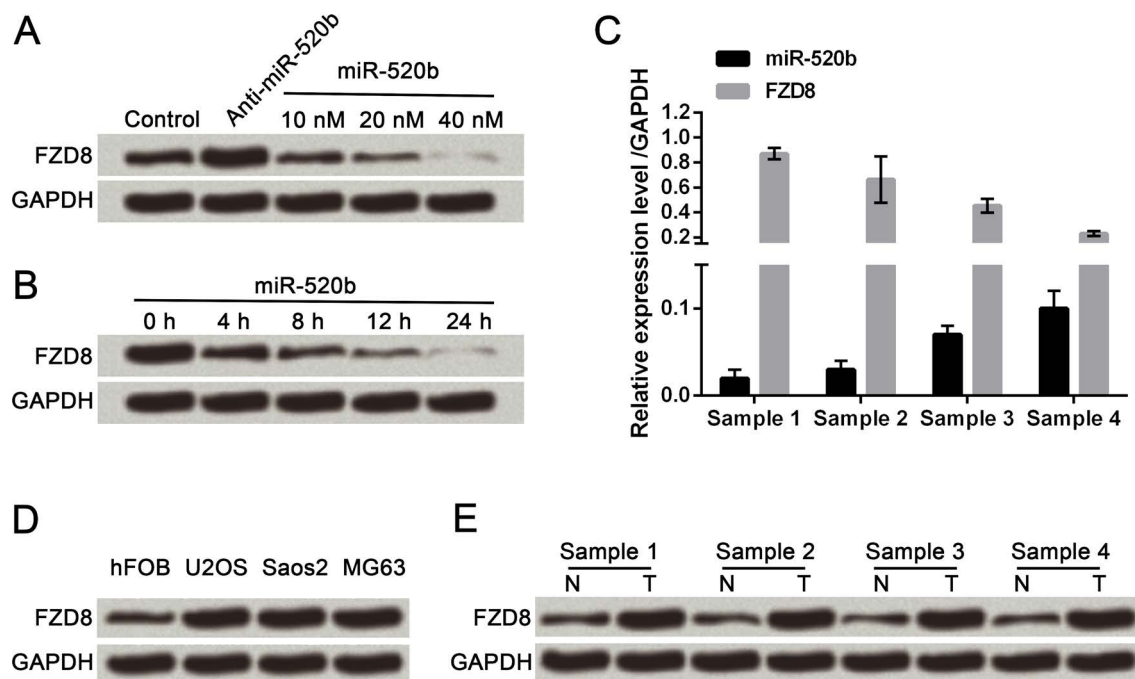 A
Control Anti-miR-520b miR-520b
10 nM 20 nM 40 nM
FZD8
GAPDH
B
miR-520b
0 h 4 h 8 h 12 h 24 h
FZD8
GAPDH
C
miR-520b
FZD8
Relative expression level /GAPDH
1.2
1.0
0.8
0.6
0.4
0.2
0.1
0.0
Sample 1 Sample 2 Sample 3 Sample 4
D
hFOB U2OS Saos2 MG63
FZD8
GAPDH
E
Sample 1 Sample 2 Sample 3 Sample 4
N T N T N T N T
FZD8
GAPDH